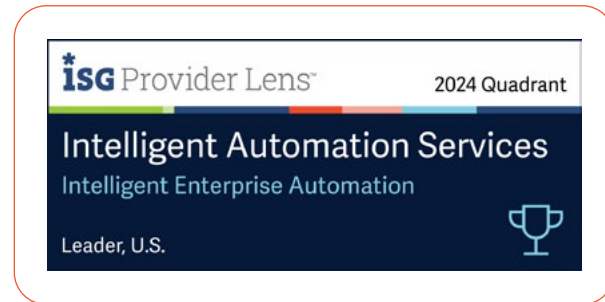 ISG Provider Lens™
2024 Quadrant
Intelligent Automation Services
Intelligent Enterprise Automation
Leader, U.S.